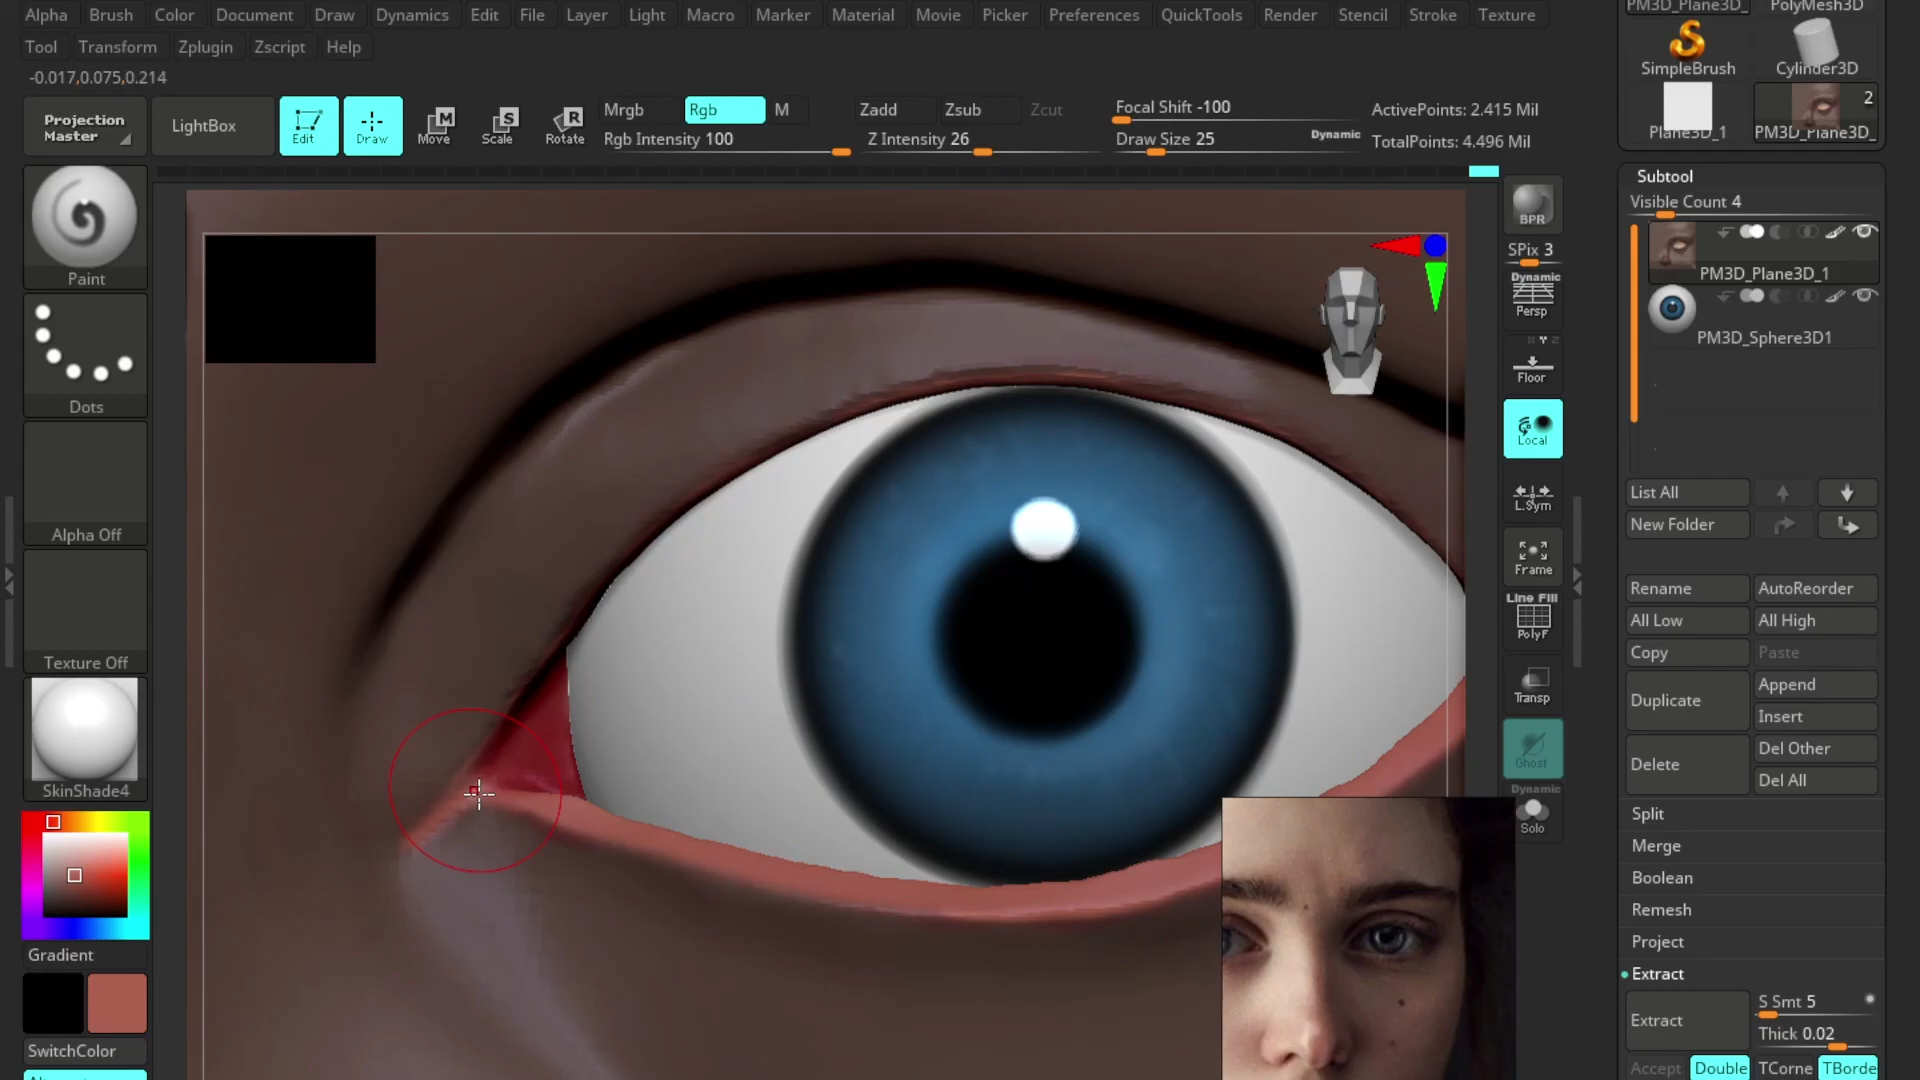 Alpha Brush Color Document Draw Dynamics Edit File Layer Light Macro Marker Material Movie Picker Preferences QuickTools Render Stencil Stroke Texture
Tool Transform Zplugin Zscript Help
-0.017,0.075,0.214
Projection Master
LightBox
Edit
Draw
Move
Scale
Rotate
Mrgb Rgb M
Rgb Intensity 100
Zadd Zsub Zcut
Z Intensity 26
Focal Shift -100
Draw Size 25
Dynamic
ActivePoints: 2.415 Mil
TotalPoints: 4.496 Mil
Paint
Dots
Alpha Off
Texture Off
SkinShade4
Gradient
SwitchColor
BPR
SPix 3
Dynamic
Persp
Floor
Local
L.Sym
Frame
Line Fill
PolyF
Transp
Ghost
Dynamic
Solo
PM3D_Plane3D_ PolyMesh3D
SimpleBrush Cylinder3D
2
Plane3D_1 PM3D_Plane3D_
Subtool
Visible Count 4
PM3D_Plane3D_1
PM3D_Sphere3D1
List All
New Folder
Rename AutoReorder
All Low All High
Copy Paste
Duplicate Append
Insert
Delete Del Other
Del All
Split
Merge
Boolean
Remesh
Project
Extract
Extract S Smt 5
Thick 0.02
Accept Double TCorne TBorde